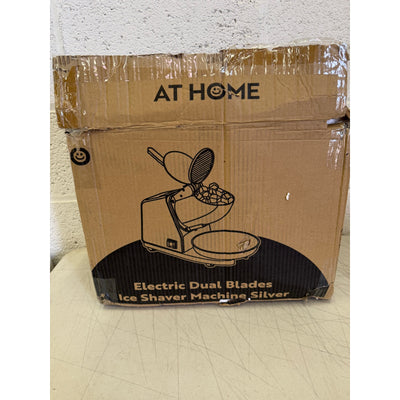 AT HOME
Electric Dual Blades
Ice Shaver Machine Silver